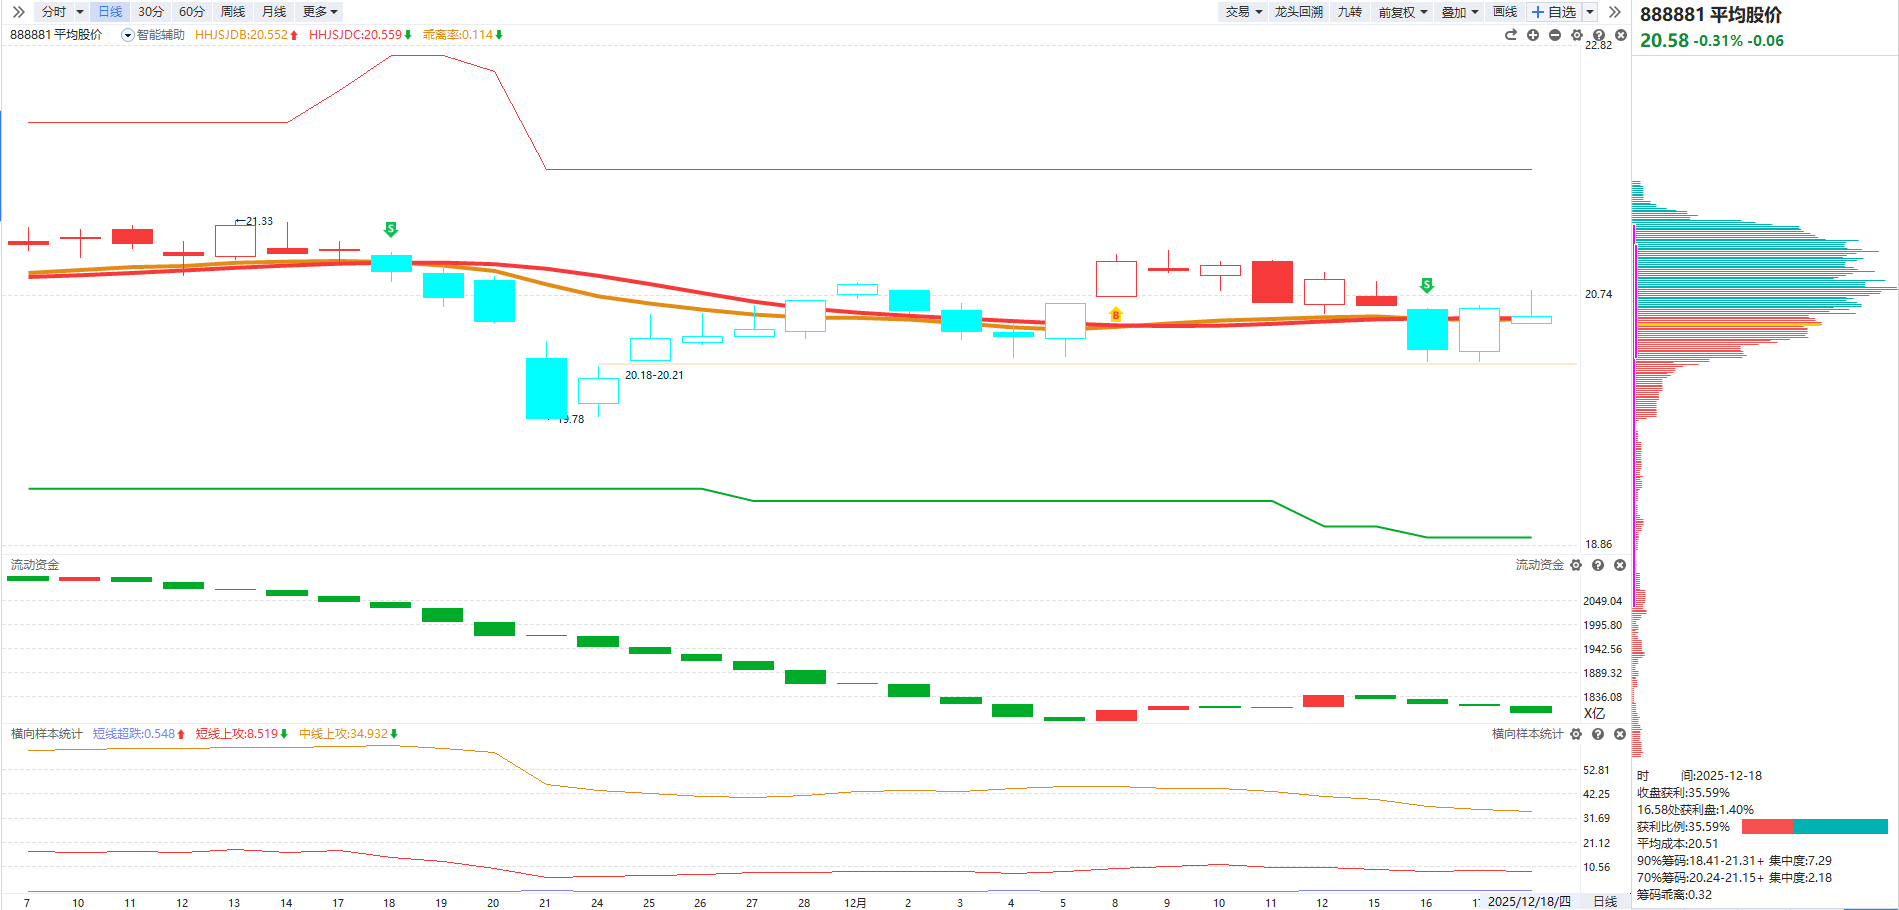 分时 日线 30分 60分 周线 月线 更多 交易 龙头回溯 九转 前复权 叠加 画线 自选
888881 平均股价
20.58 -0.31% -0.06
888881 平均股价 智能辅助 HHJSJDB:20.552 HHJSJDC:20.559 乖离率:0.114
22.82
21.33
S
20.74
S
B
20.18-20.21
19.78
18.86
流动资金 流动资金
2049.04
1995.80
1942.56
1889.32
1836.08
X亿
横向样本统计 短线超跌:0.548 短线上攻:8.519 中线上攻:34.932 横向样本统计
52.81
42.25
31.69
21.12
10.56
7 10 11 12 13 14 17 18 19 20 21 24 25 26 27 28 12月 2 3 4 5 8 9 10 11 12 15 16 17 2025/12/18/四 日线
时 间:2025-12-18
收盘获利:35.59%
16.58处获利盘:1.40%
获利比例:35.59%
平均成本:20.51
90%筹码:18.41-21.31+ 集中度:7.29
70%筹码:20.24-21.15+ 集中度:2.18
筹码乖离:0.32